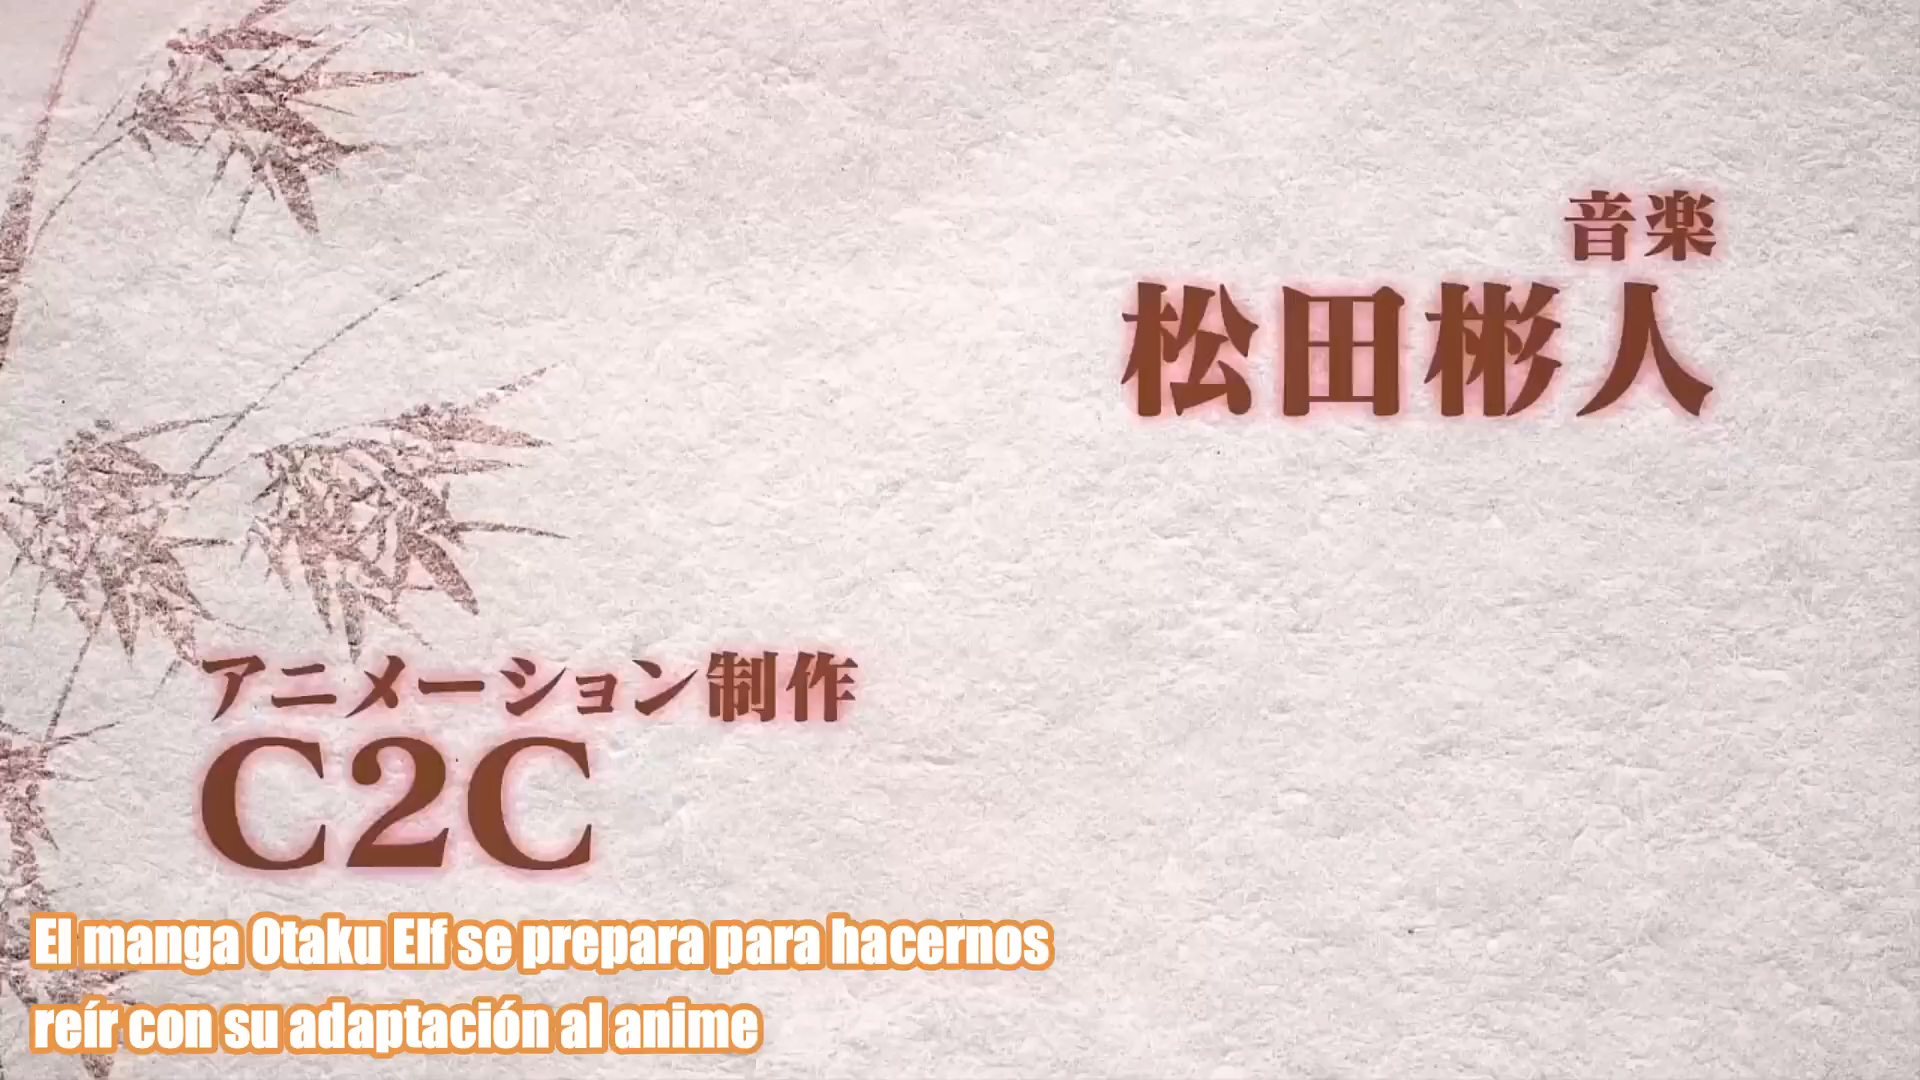 音楽
松田彬人
アニメーション制作
C2C
El manga Otaku Elf se prepara para hacernos
reír con su adaptación al anime